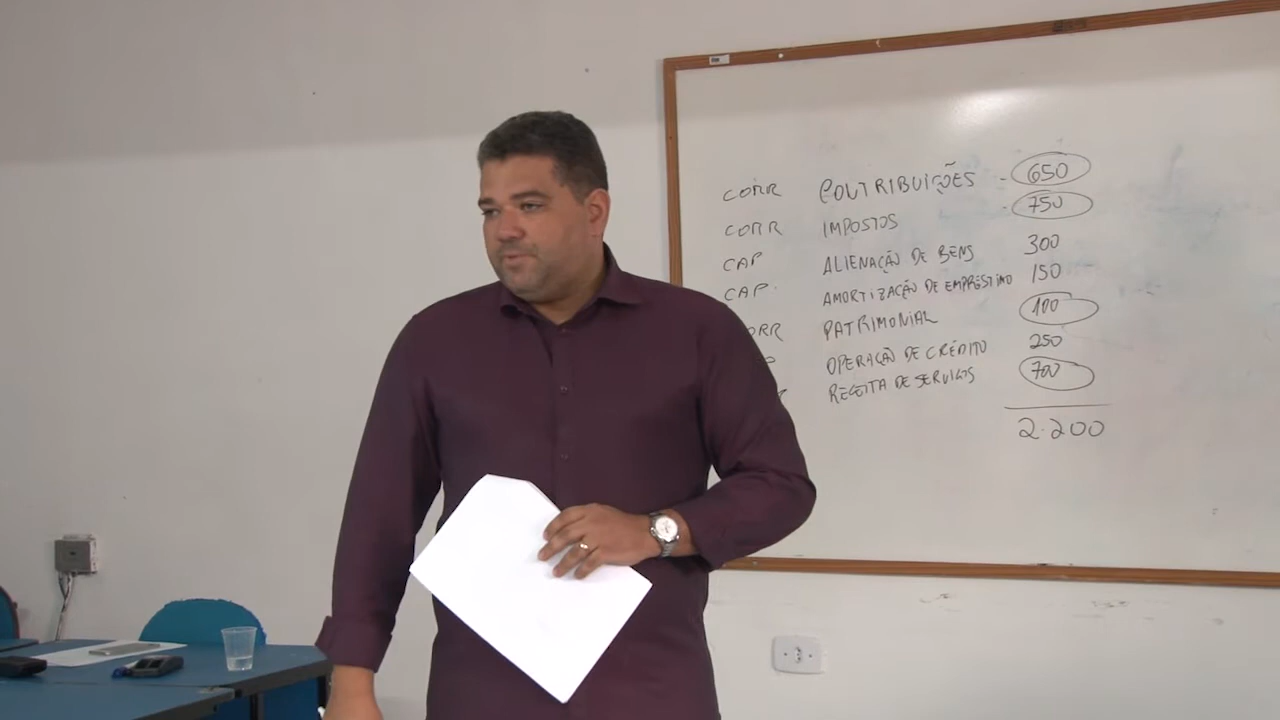 CORR CONTRIBUIÇÕES - 650
CORR IMPOSTOS - 750
CAP ALIENAÇÃO DE BENS 300
CAP. AMORTIZAÇÃO DE EMPRÉSTIMO 150
ORR PATRIMONIAL 100
P OPERAÇÃO DE CRÉDITO 250
RECEITA DE SERVIÇOS 700
2.200